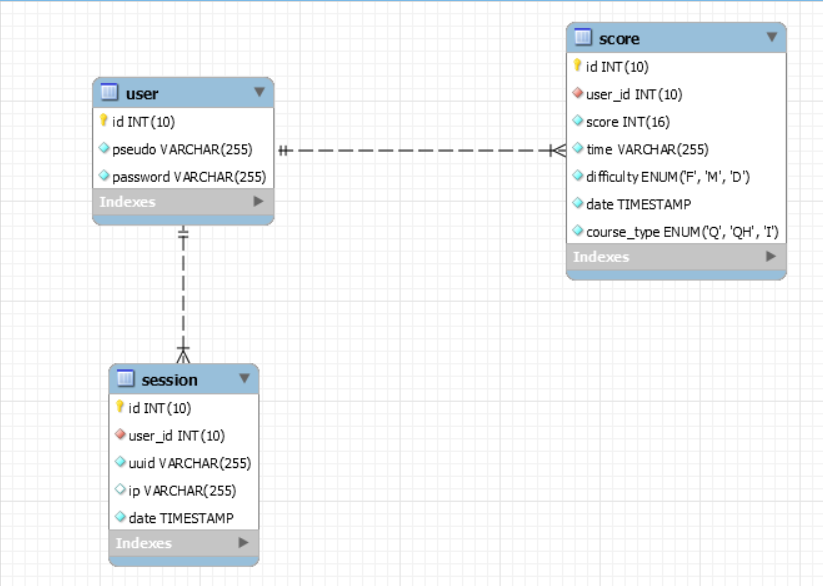 user
id INT(10)
pseudo VARCHAR(255)
password VARCHAR(255)
Indexes
score
id INT(10)
user_id INT(10)
score INT(16)
time VARCHAR(255)
difficulty ENUM('F', 'M', 'D')
date TIMESTAMP
course_type ENUM('Q', 'QH', 'I')
Indexes
session
id INT(10)
user_id INT(10)
uuid VARCHAR(255)
ip VARCHAR(255)
date TIMESTAMP
Indexes